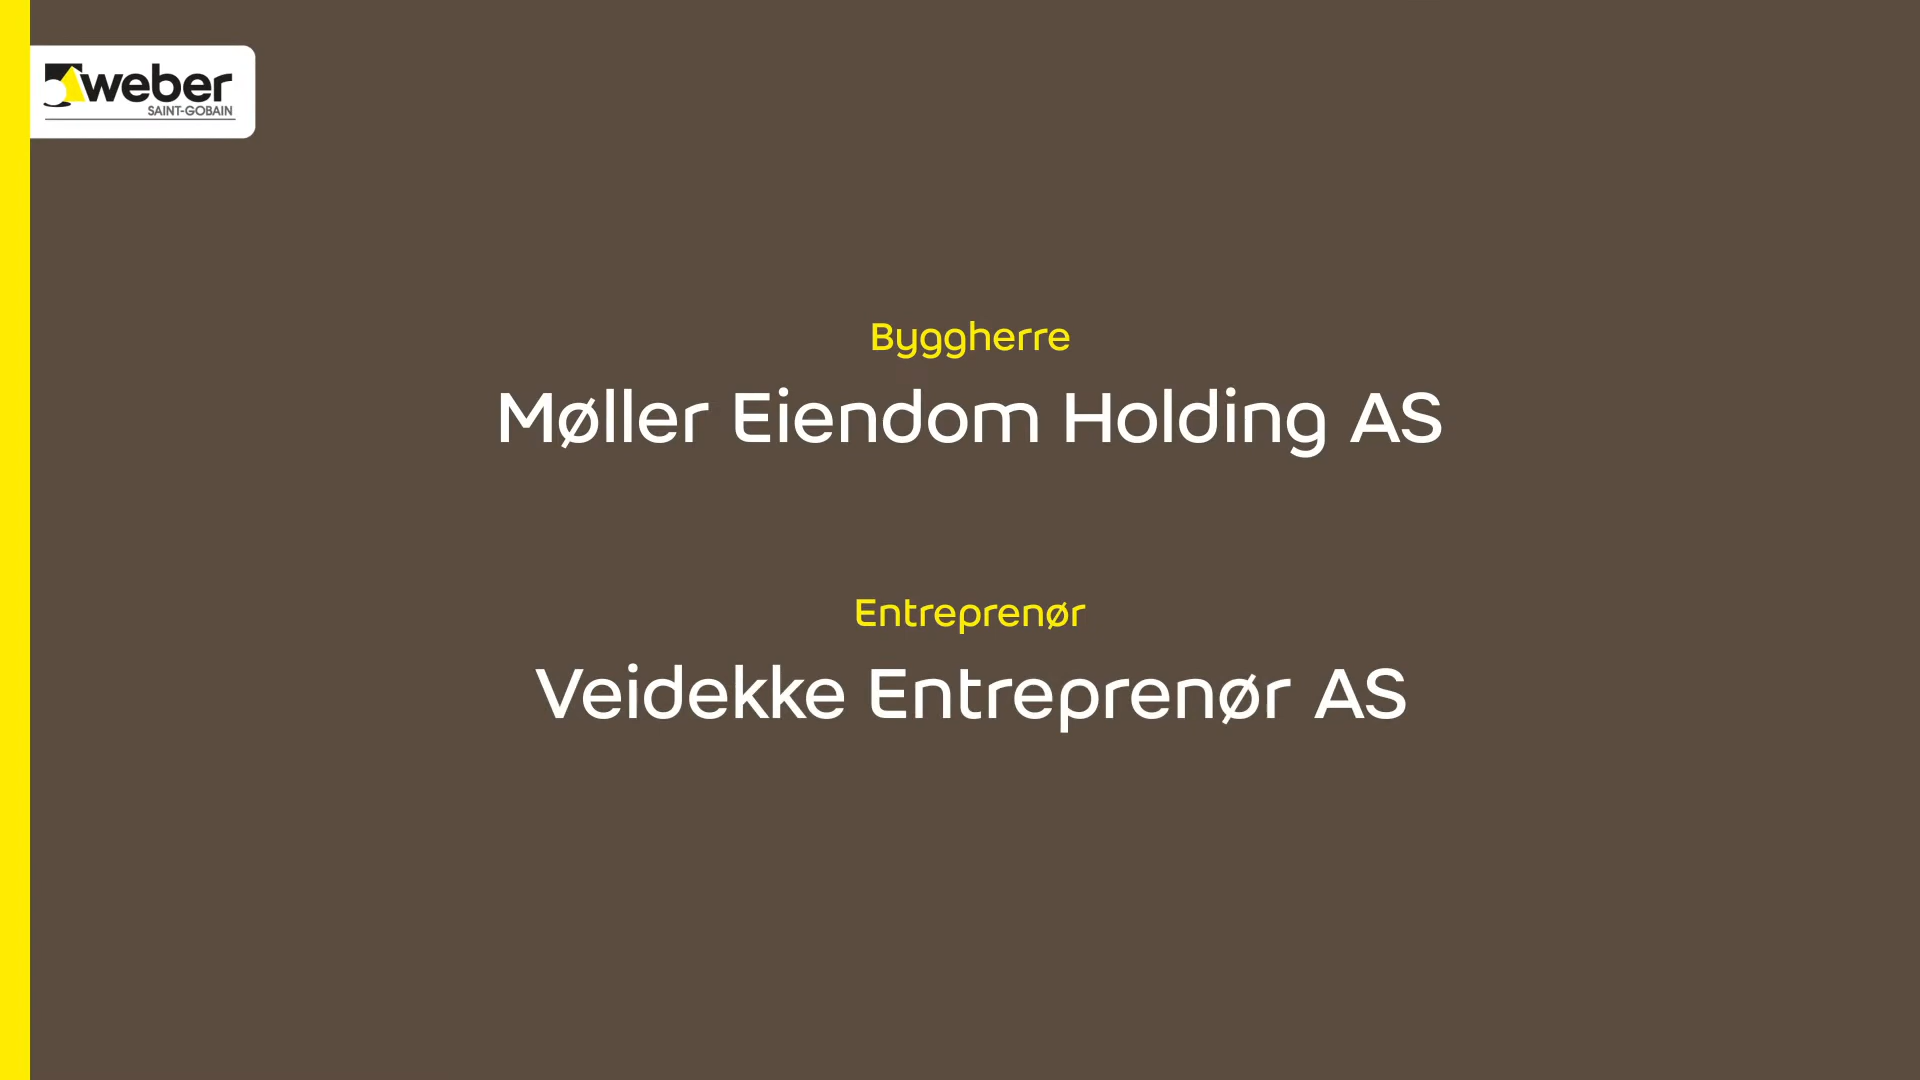 weber
SAINT-GOBAIN
Byggherre
Møller Eiendom Holding AS
Entreprenør
Veidekke Entreprenør AS